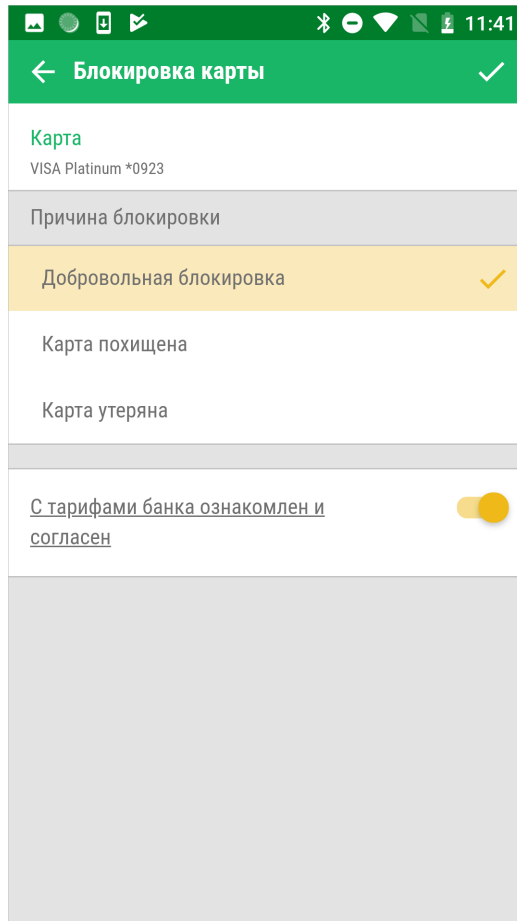 11:41
Блокировка карты
Карта
VISA Platinum *0923
Причина блокировки
Добровольная блокировка
Карта похищена
Карта утеряна
С тарифами банка ознакомлен и
согласен